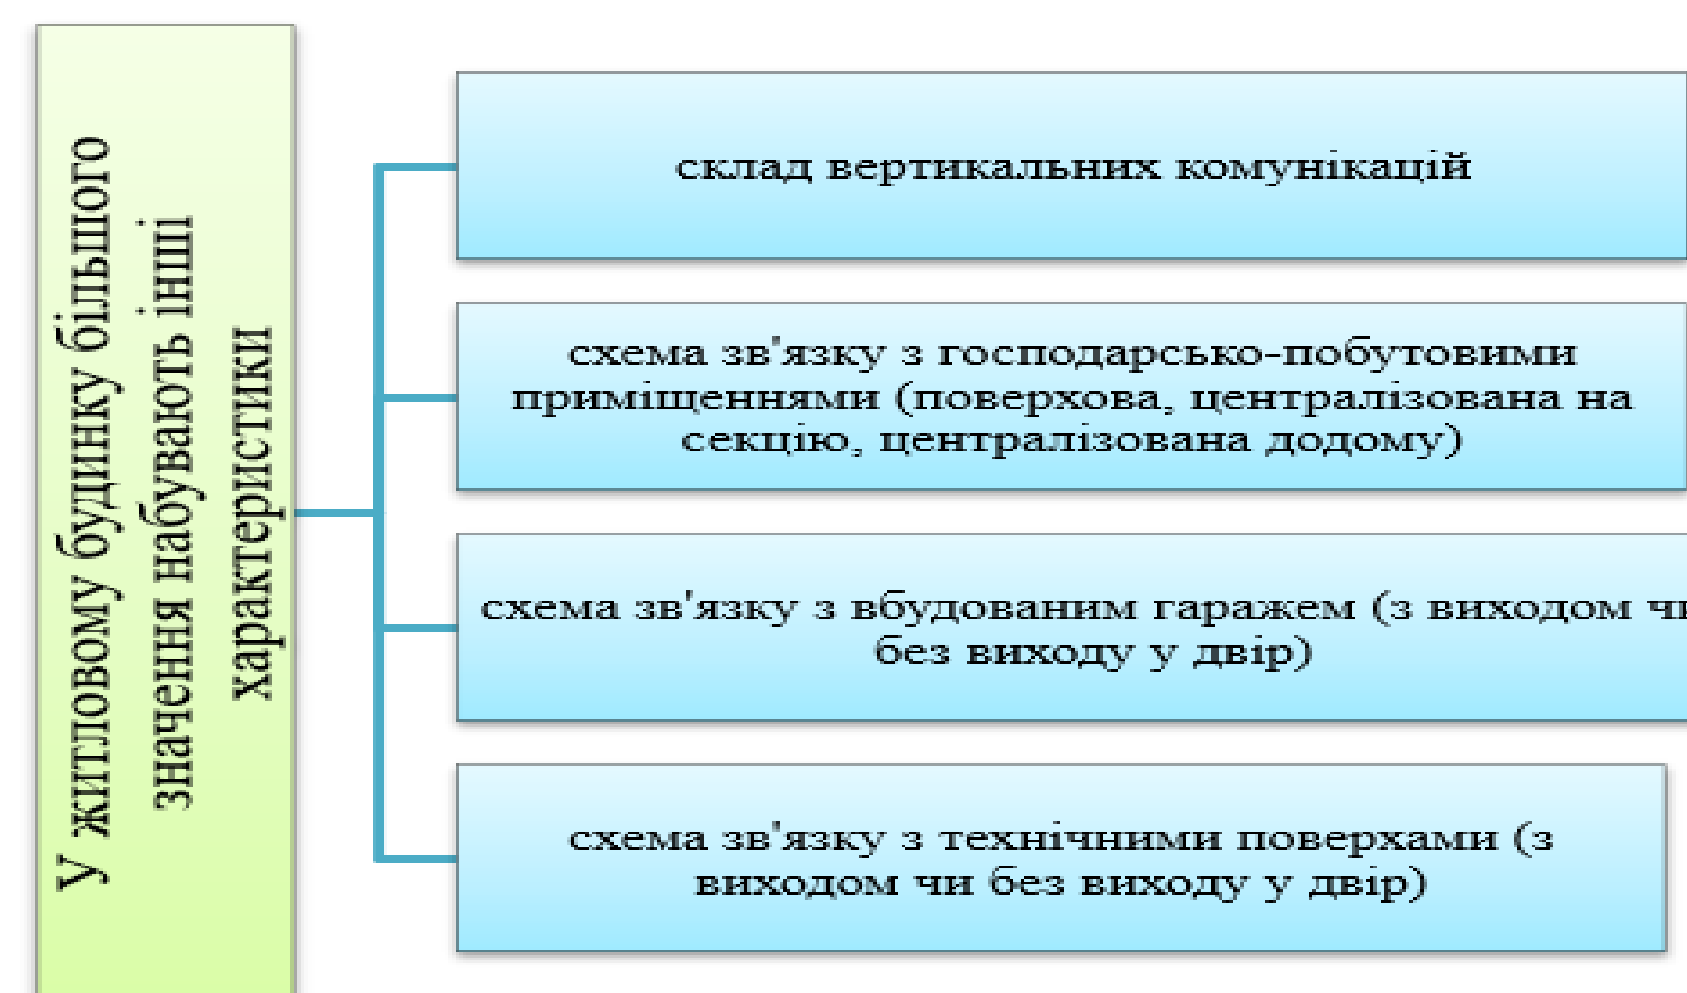 У житловому будинку більшого
значення набувають інші
характеристики
склад вертикальних комунікацій
схема зв'язку з господарсько-побутовими
приміщеннями (поверхова, централізована на
секцію, централізована додому)
схема зв'язку з вбудованим гаражем (з виходом чи
без виходу у двір)
схема зв'язку з технічними поверхами (з
виходом чи без виходу у двір)